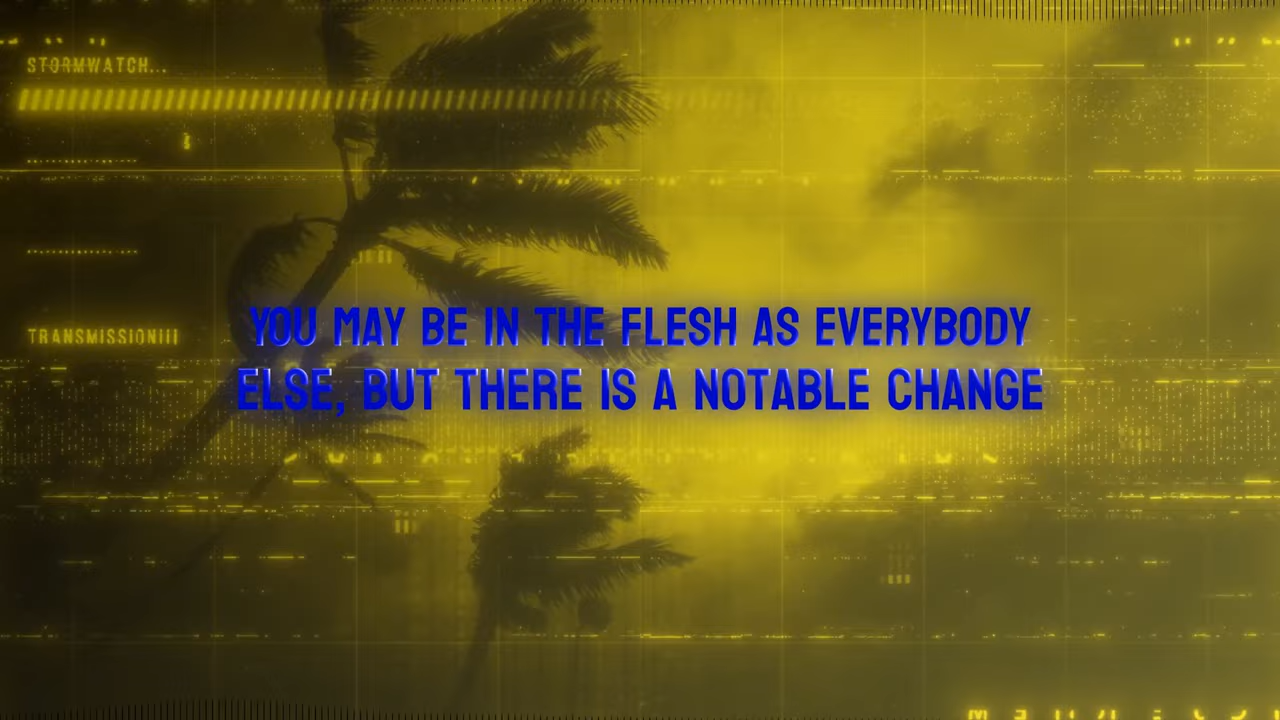 STORMWATCH...
TRANSMISSION
YOU MAY BE IN THE FLESH AS EVERYBODY
ELSE, BUT THERE IS A NOTABLE CHANGE